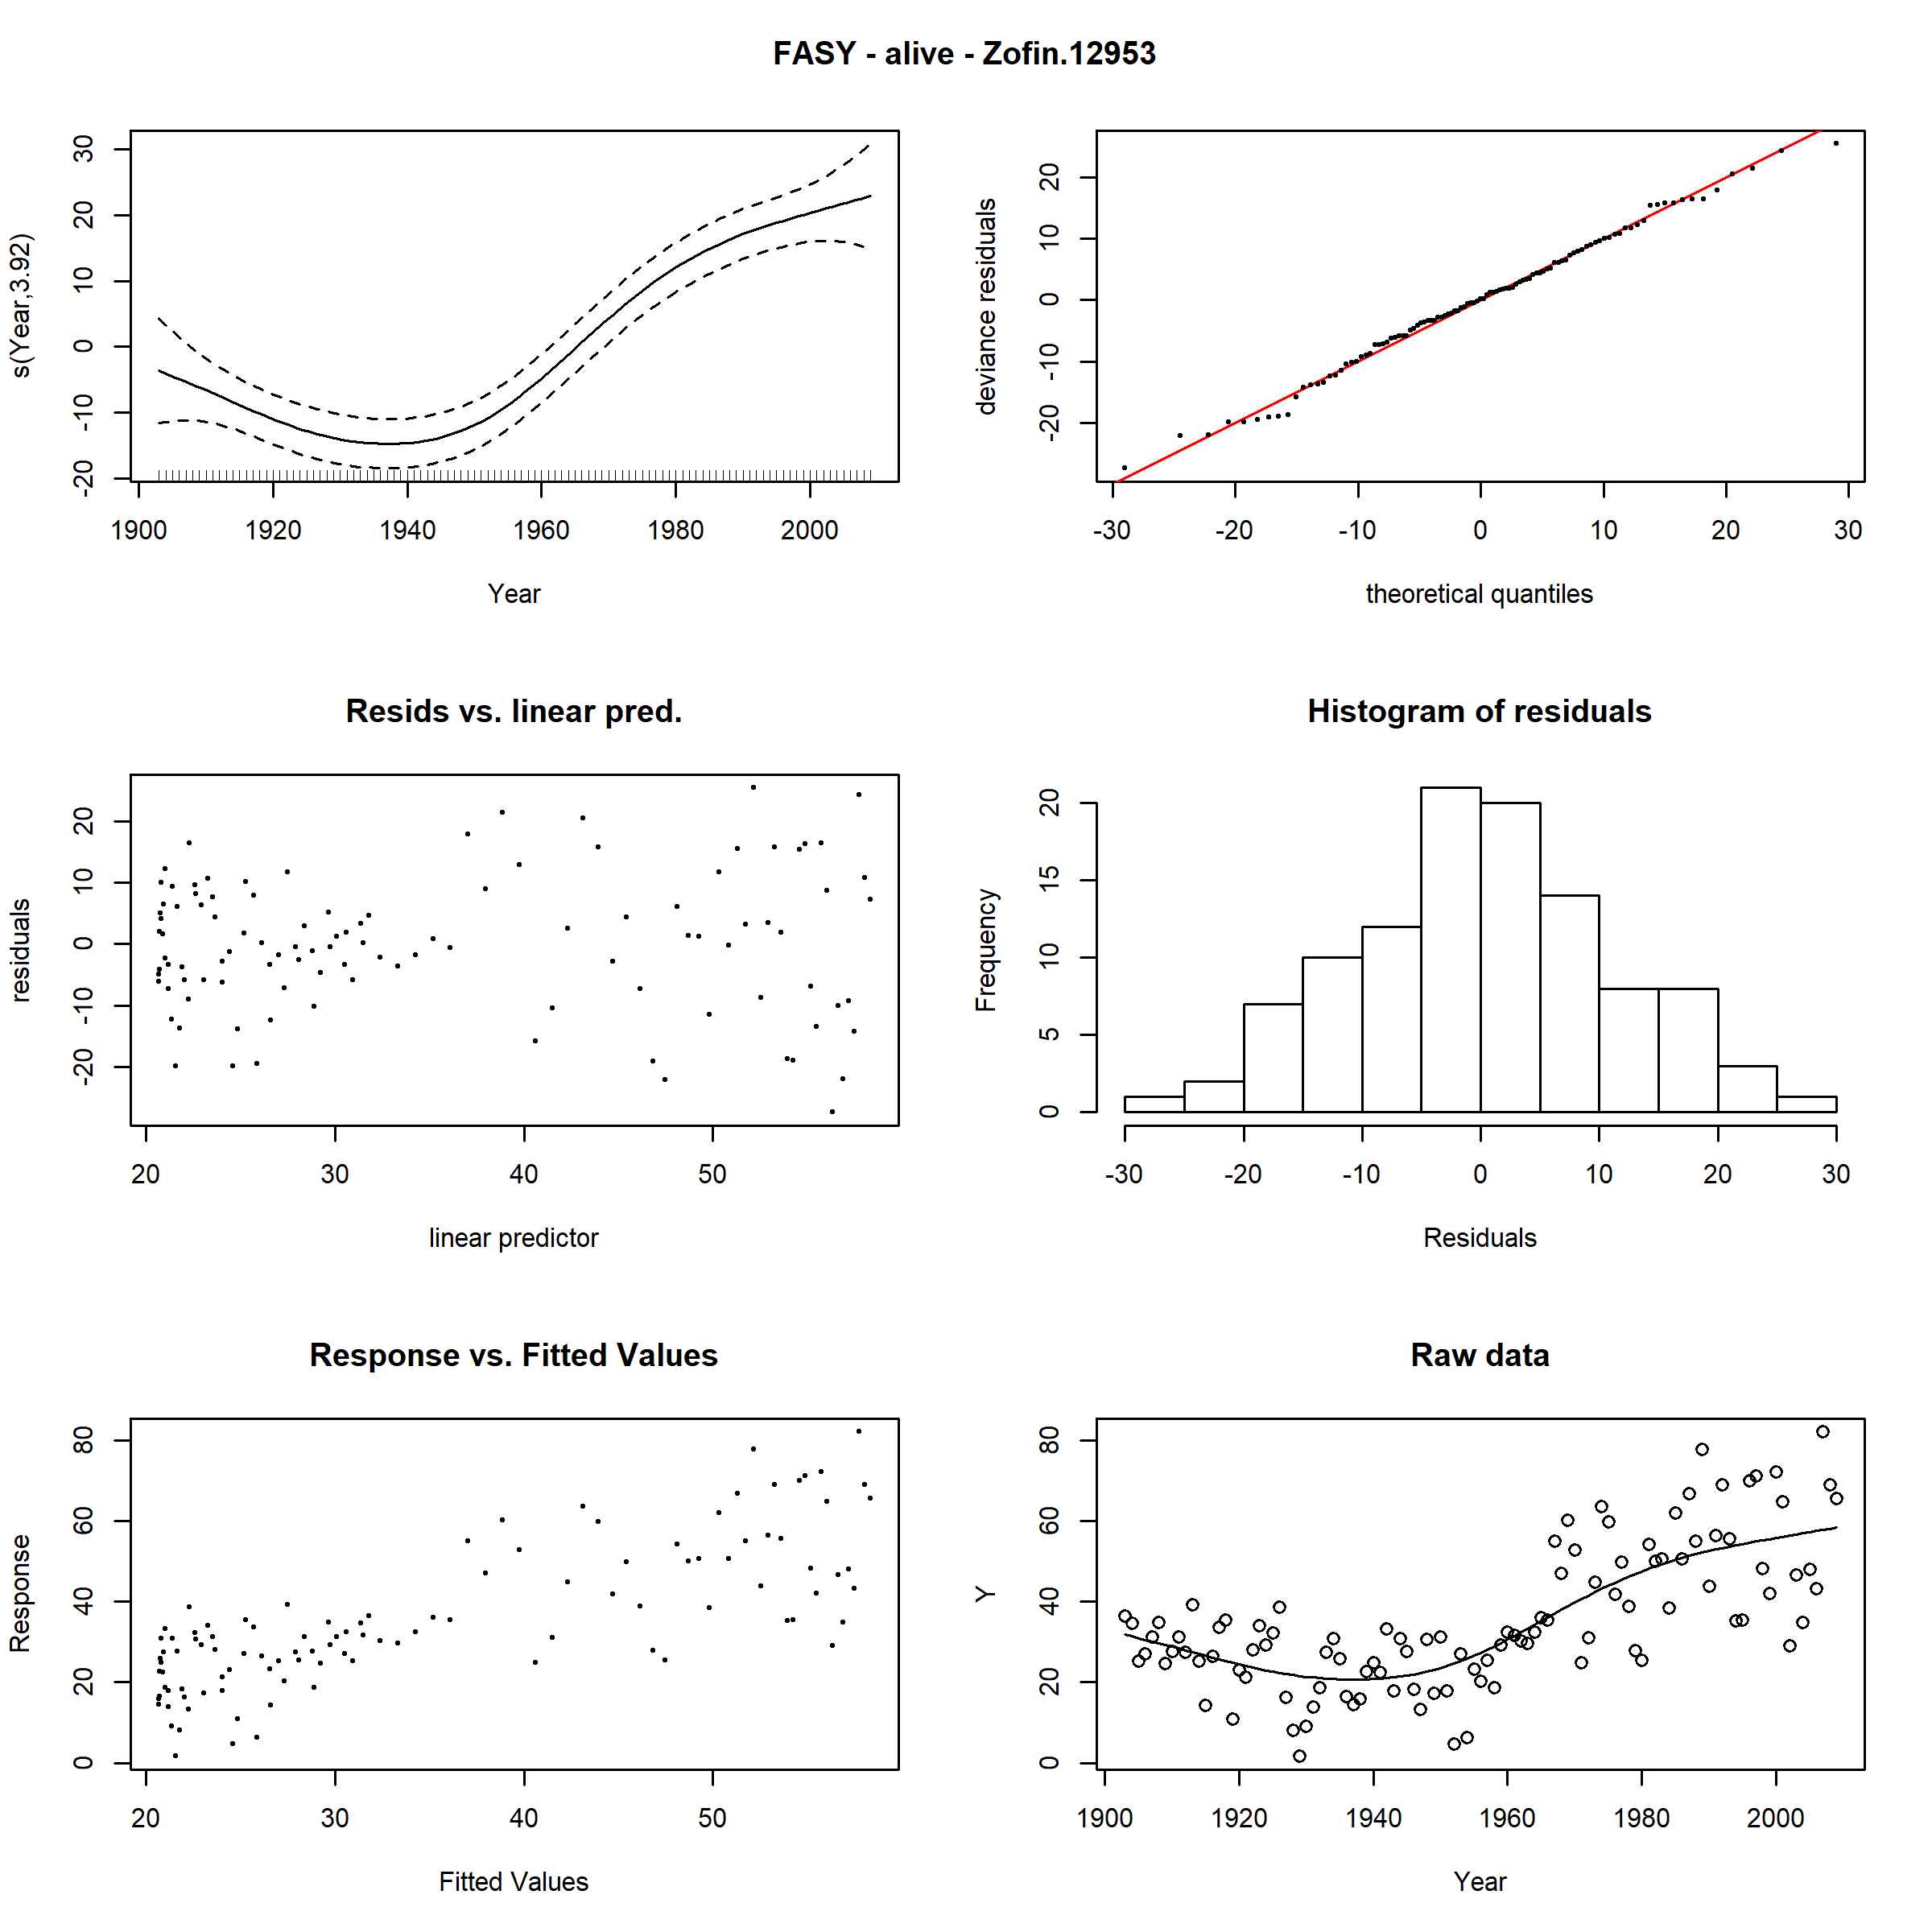 FASY - alive - Zofin.12953
s(Year,3.92)
-20 -10 0 10 20 30
1900 1920 1940 1960 1980 2000
Year
deviance residuals
-20 -10 0 10 20
-30 -20 -10 0 10 20 30
theoretical quantiles
Resids vs. linear pred.
residuals
-20 -10 0 10 20
20 30 40 50
linear predictor
Histogram of residuals
Frequency
0 5 10 15 20
-30 -20 -10 0 10 20 30
Residuals
Response vs. Fitted Values
Response
0 20 40 60 80
20 30 40 50
Fitted Values
Raw data
Y
0 20 40 60 80
1900 1920 1940 1960 1980 2000
Year